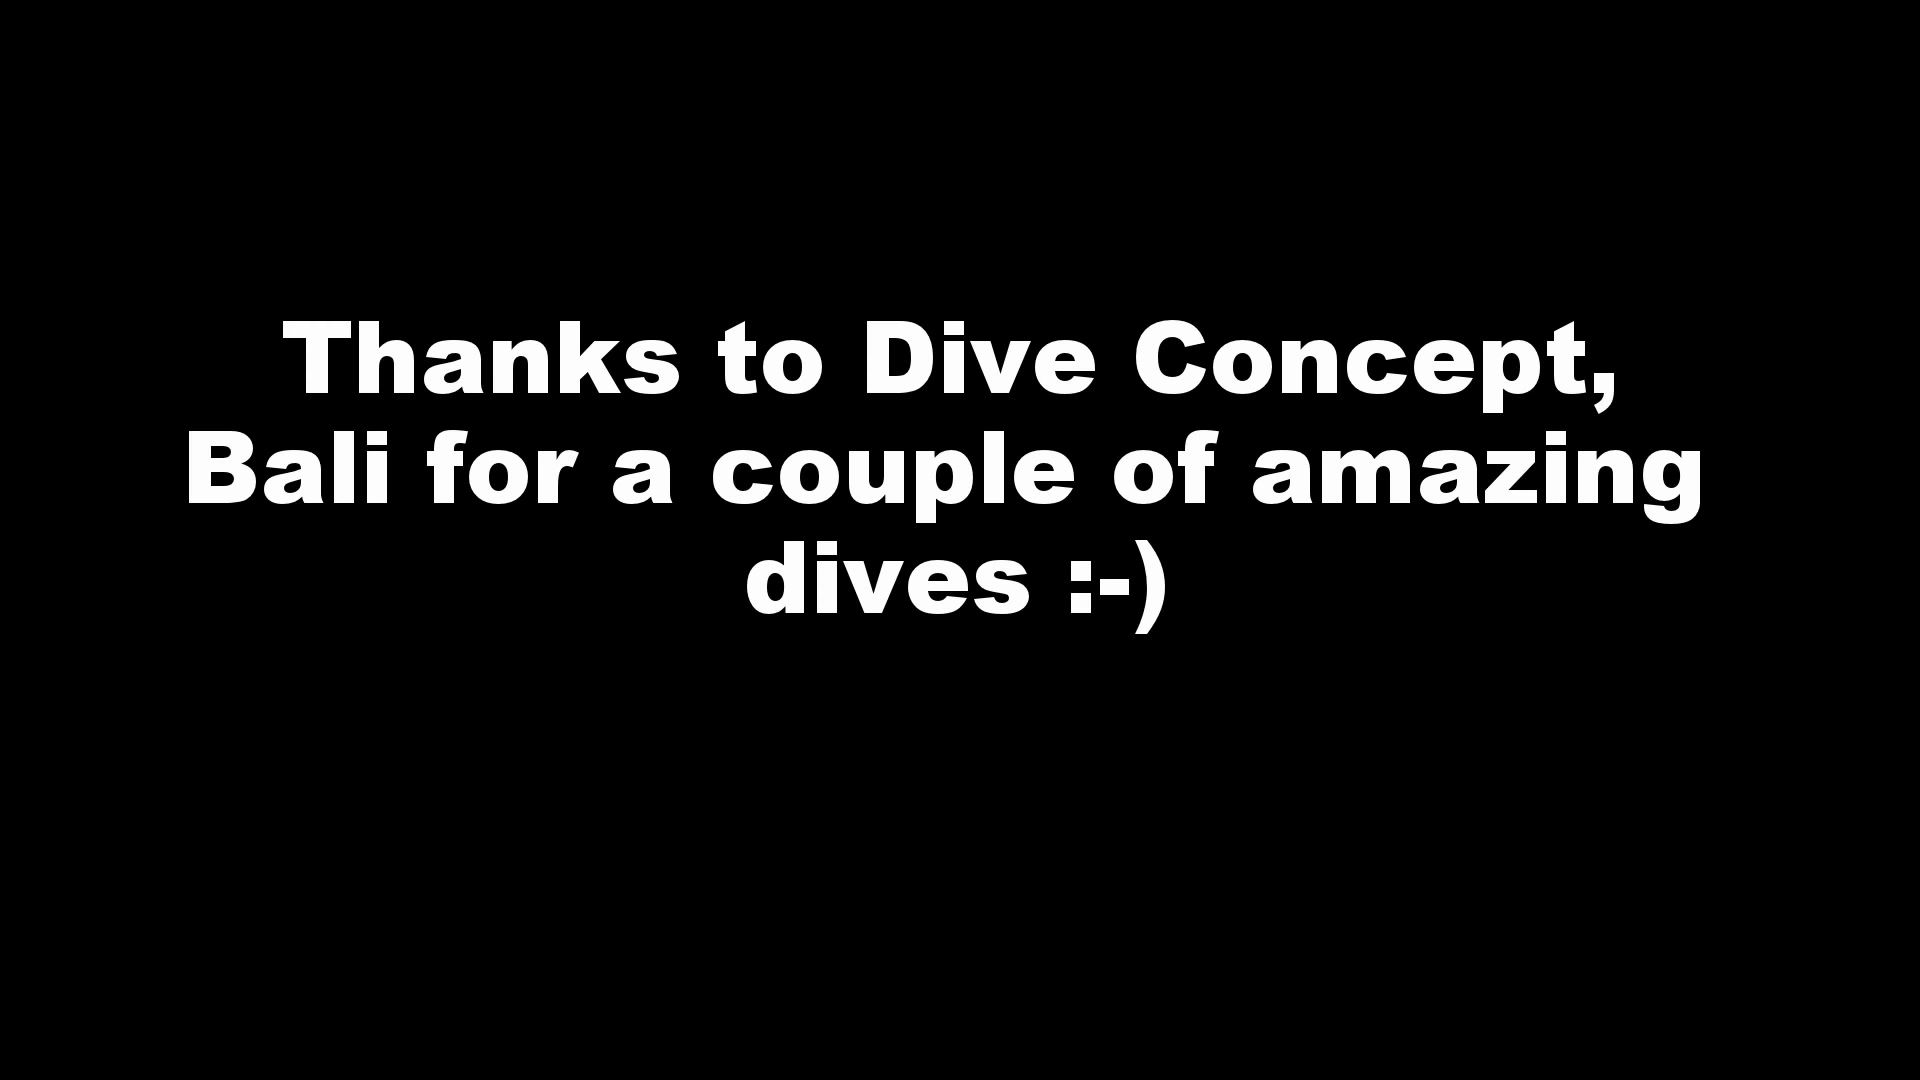 Thanks to Dive Concept,
Bali for a couple of amazing
dives :-)